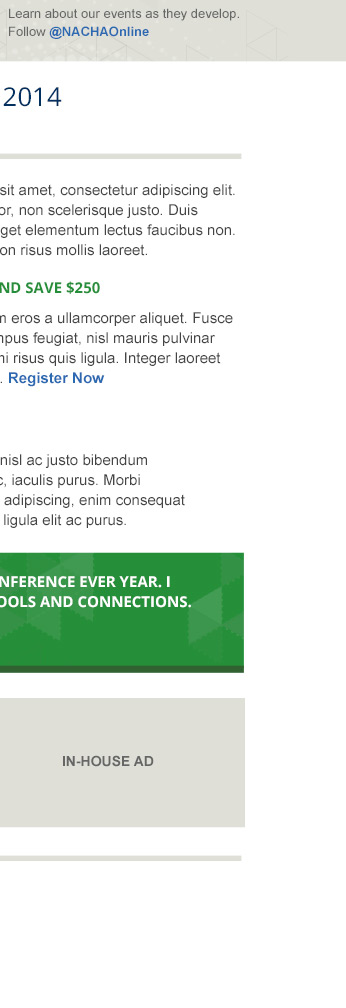 Learn about our events as they develop.
Follow @NACHAOnline
2014
sit amet, consectetur adipiscing elit.
or, non scelerisque justo. Duis
get elementum lectus faucibus non.
on risus mollis laoreet.
ND SAVE $250
m eros a ullamcorper aliquet. Fusce
mpus feugiat, nisl mauris pulvinar
mi risus quis ligula. Integer laoreet
. Register Now
nisl ac justo bibendum
c, iaculis purus. Morbi
adipiscing, enim consequat
ligula elit ac purus.
NFERENCE EVER YEAR. I
OOLS AND CONNECTIONS.
IN-HOUSE AD